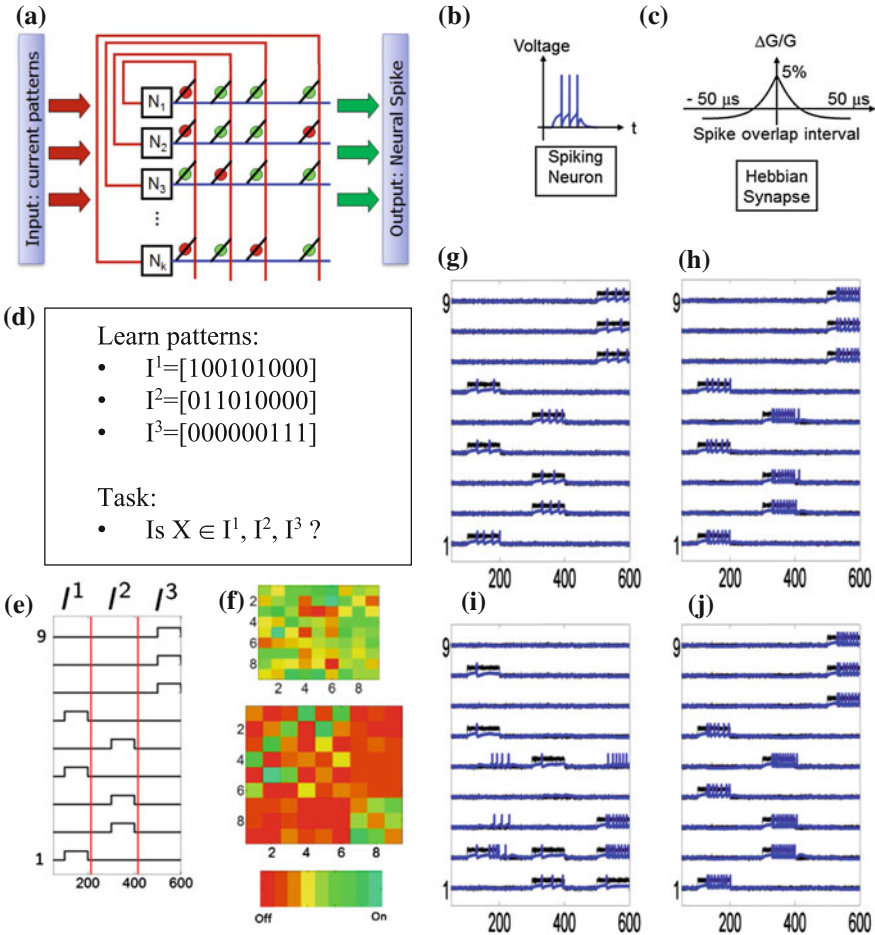 (a)
Input: current patterns
N1
N2
N3
⋮
Nk
Output: Neural Spike
(b)
Voltage
t
Spiking
Neuron
(c)
ΔG/G
5%
- 50 µs
50 µs
Spike overlap interval
Hebbian
Synapse
(d)
Learn patterns:
• I¹=[100101000]
• I²=[011010000]
• I³=[000000111]
Task:
• Is X ∈ I¹, I², I³ ?
(e)
I¹ I² I³
9
1
200 400 600
(f)
2
4
6
8
2 4 6 8
2
4
6
8
2 4 6 8
Off
On
(g)
9
1
200 400 600
(h)
9
1
200 400 600
(i)
9
1
200 400 600
(j)
9
1
200 400 600